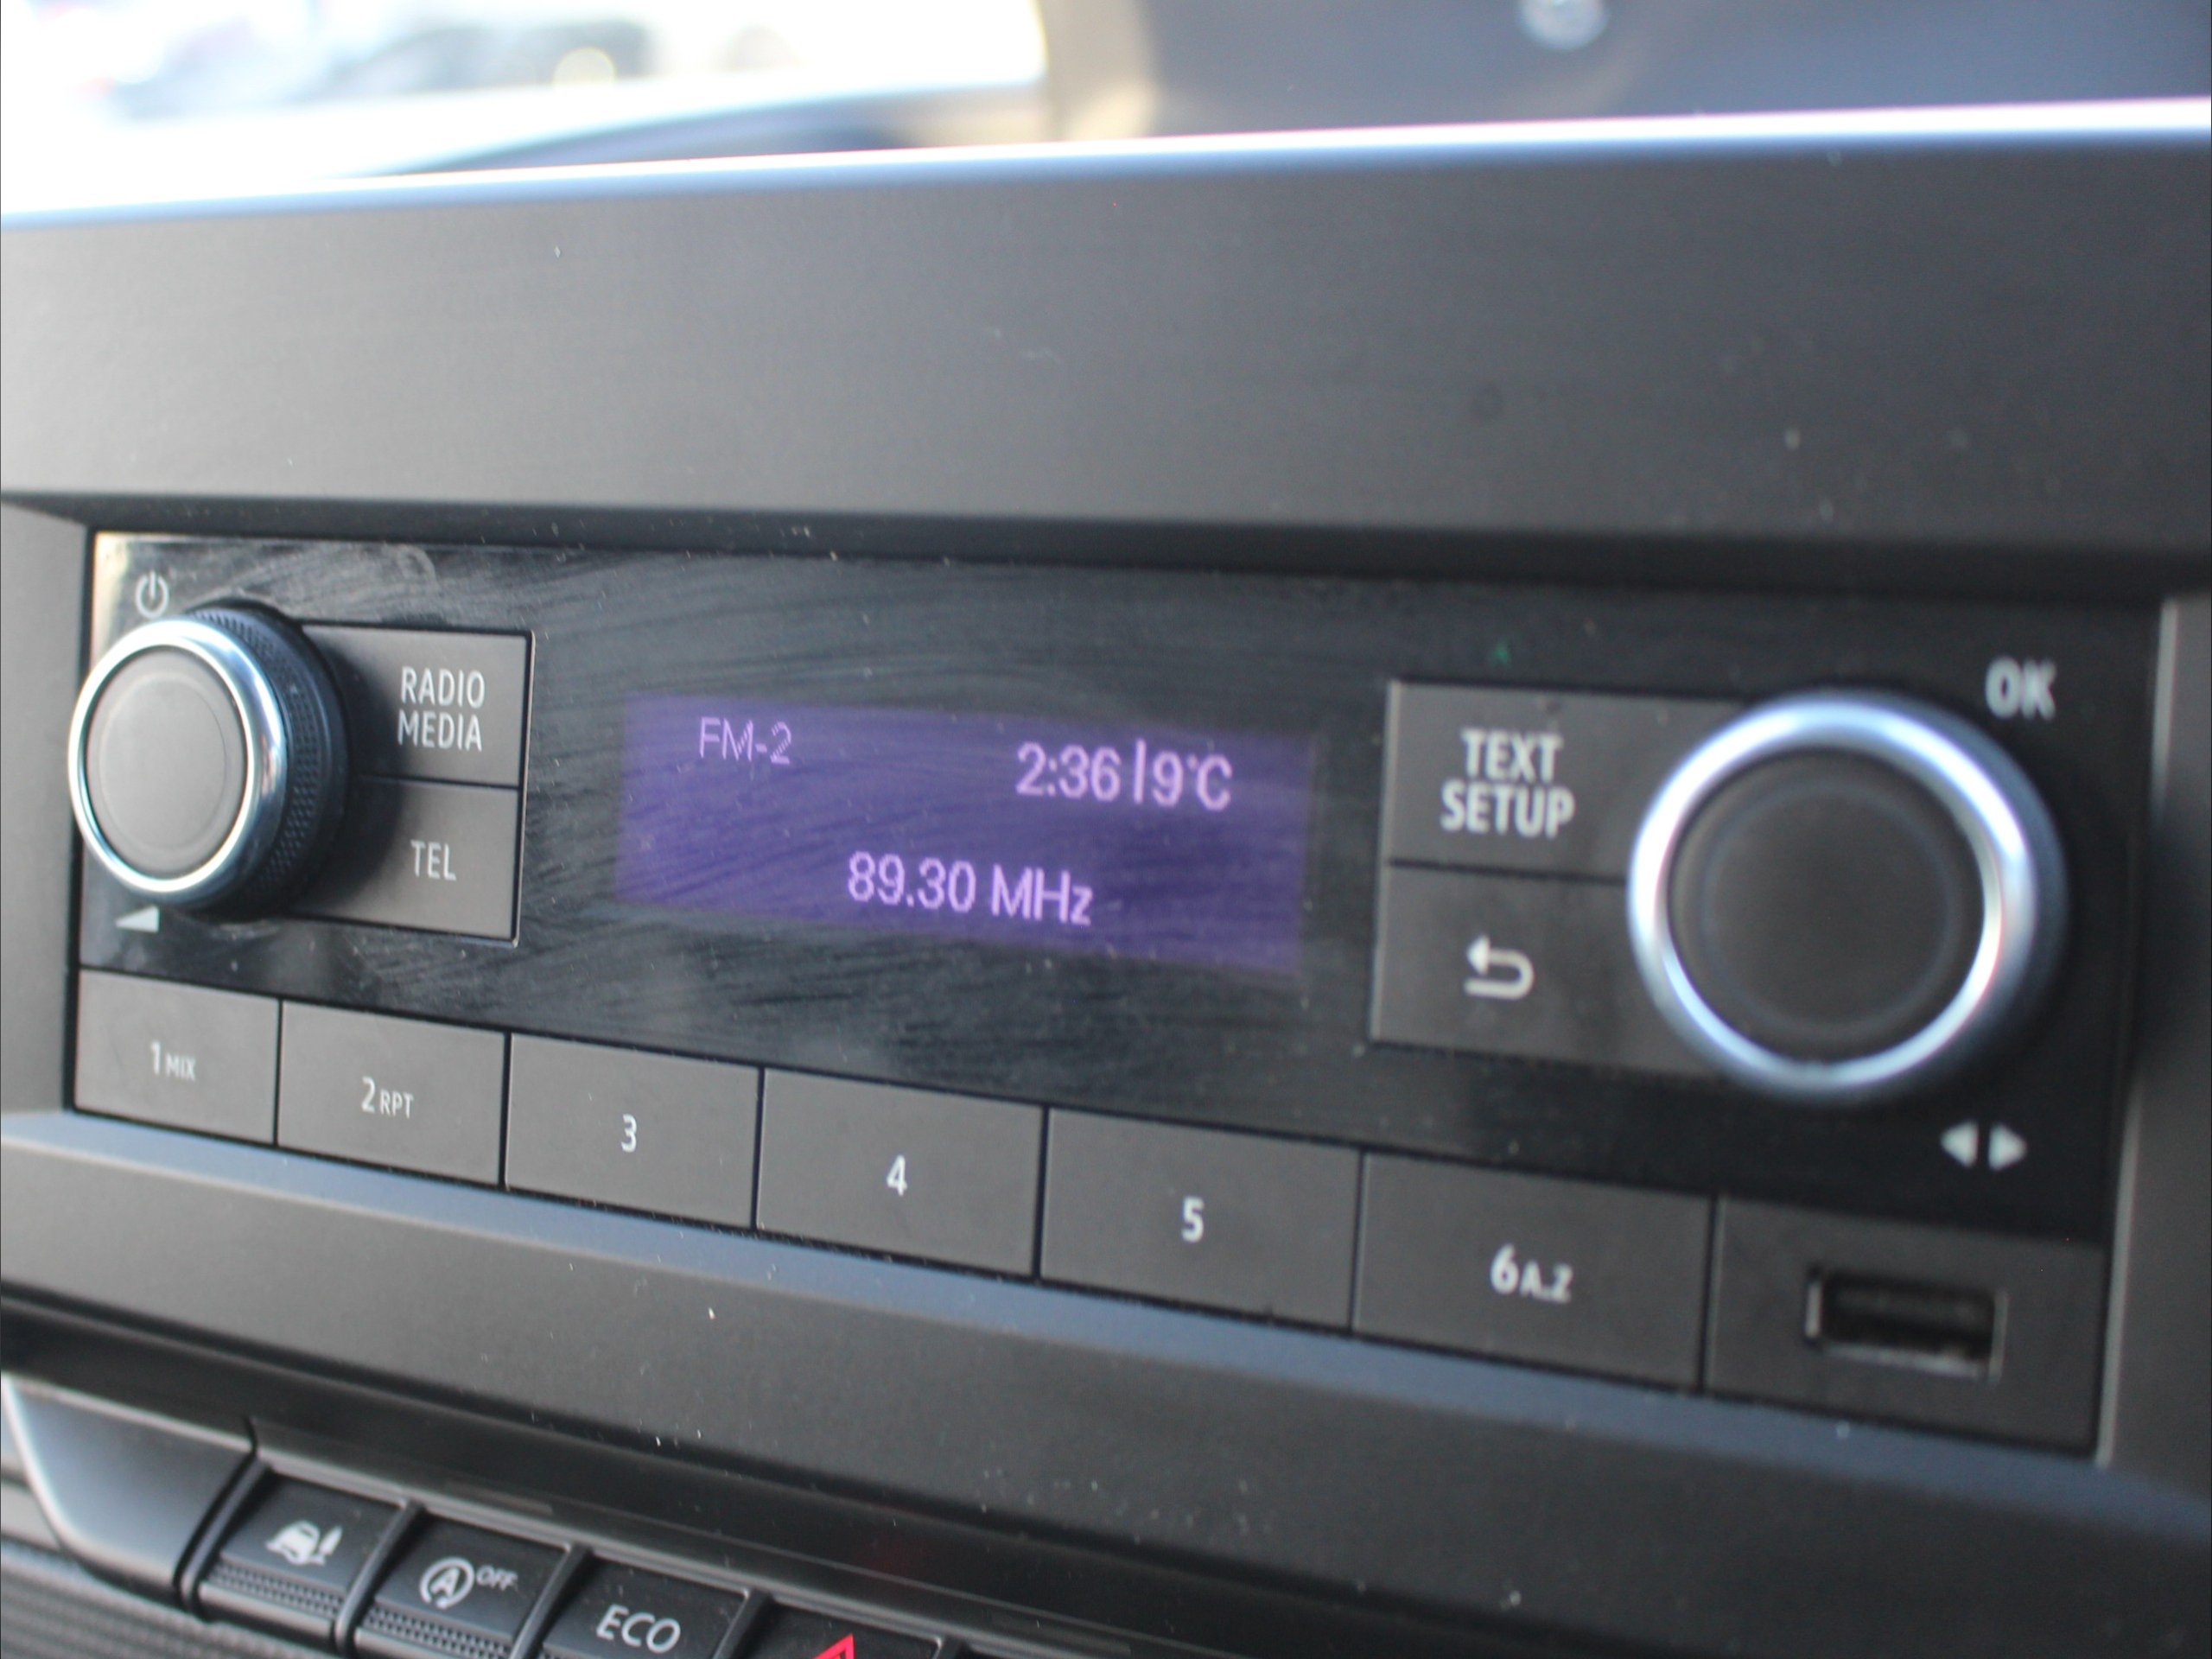 OK
RADIO
MEDIA
FM-2
2:36|9°C
TEXT
SETUP
TEL
89.30 MHz
1 MIX
2 RPT
3
4
5
6 A..Z
A OFF
ECO